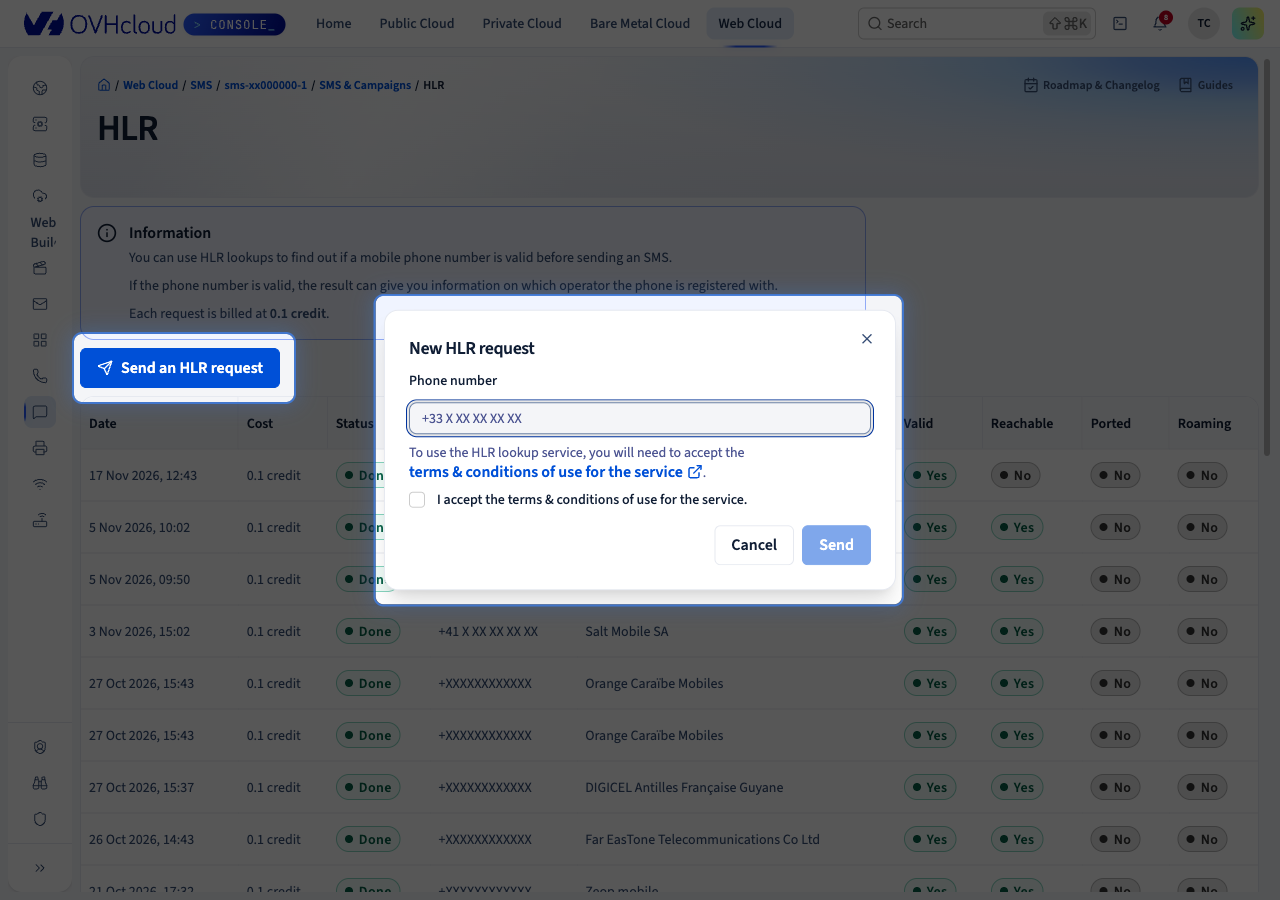 OVHcloud > CONSOLE_ Home Public Cloud Private Cloud Bare Metal Cloud Web Cloud Search ⇧⌘K 8 TC
/ Web Cloud / SMS / sms-xx000000-1 / SMS & Campaigns / HLR Roadmap & Changelog Guides
HLR
Web
Information
You can use HLR lookups to find out if a mobile phone number is valid before sending an SMS.
If the phone number is valid, the result can give you information on which operator the phone is registered with.
Each request is billed at 0.1 credit.
Send an HLR request
New HLR request
Phone number
+33 X XX XX XX XX
To use the HLR lookup service, you will need to accept the
terms & conditions of use for the service.
I accept the terms & conditions of use for the service.
Cancel Send
Date Cost Status Valid Reachable Ported Roaming
17 Nov 2026, 12:43 0.1 credit Yes No No No
5 Nov 2026, 10:02 0.1 credit Yes Yes No No
5 Nov 2026, 09:50 0.1 credit Yes Yes No No
3 Nov 2026, 15:02 0.1 credit Done +41 X XX XX XX XX Salt Mobile SA Yes Yes No No
27 Oct 2026, 15:43 0.1 credit Done +XXXXXXXXXXXX Orange Caraïbe Mobiles Yes Yes No No
27 Oct 2026, 15:43 0.1 credit Done +XXXXXXXXXXXX Orange Caraïbe Mobiles Yes Yes No No
27 Oct 2026, 15:37 0.1 credit Done +XXXXXXXXXXXX DIGICEL Antilles Française Guyane Yes Yes No No
26 Oct 2026, 14:43 0.1 credit Done +XXXXXXXXXXXX Far EasTone Telecommunications Co Ltd Yes Yes No No